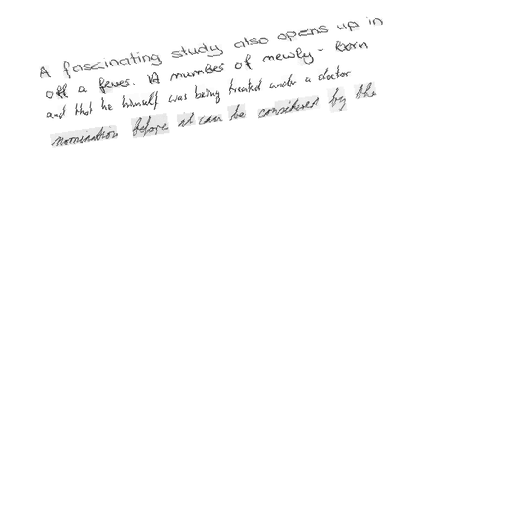 A fascinating study also opens up in
off a fever. A number of newly - born
and that he himself was being treated under a doctor
nomination before it can be considered by the